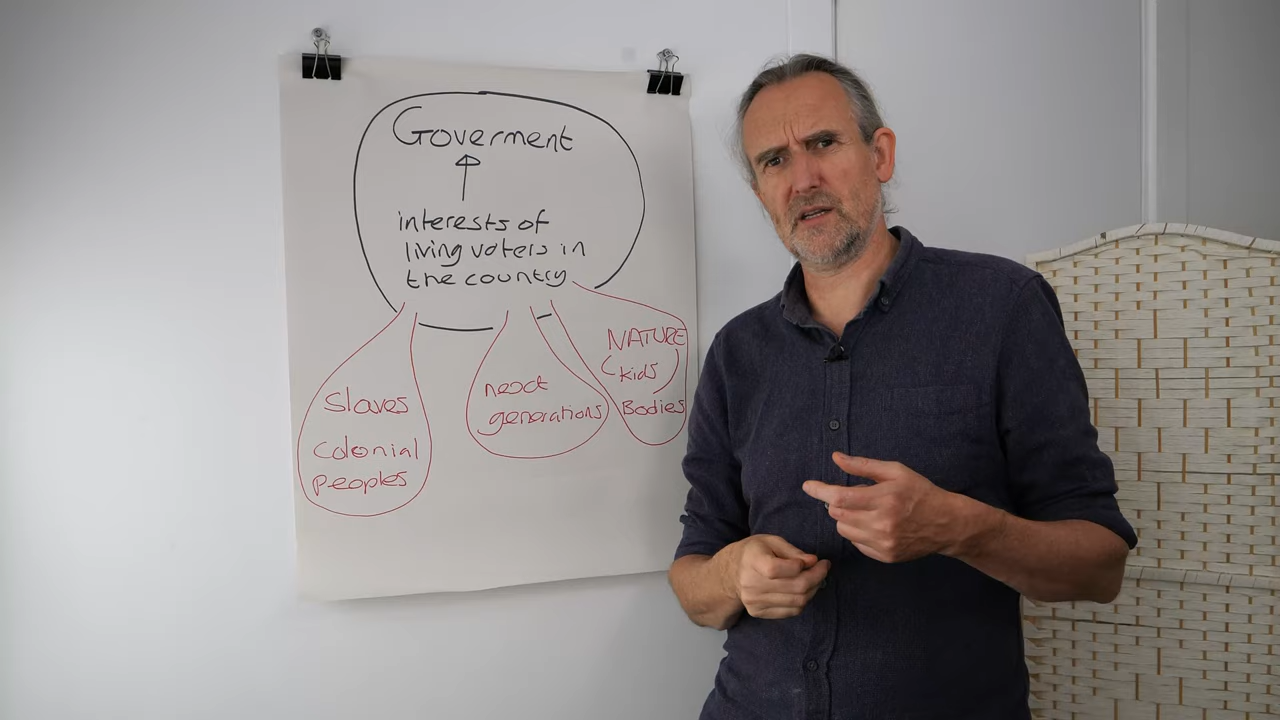 Goverment
interests of
living voters in
the country
Slaves
colonial
peoples
next
generations
NATURE
(kids)
Bodies